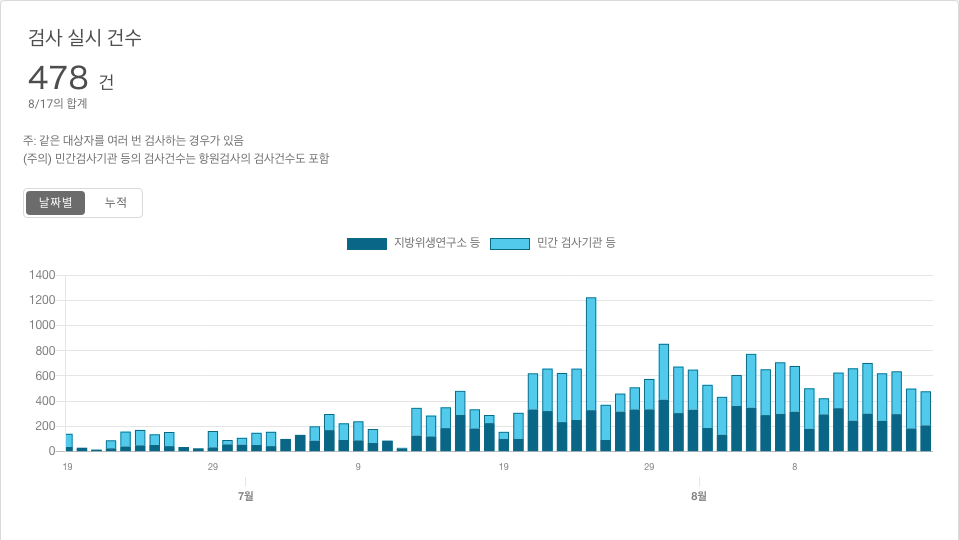 검사 실시 건수
478 건
8/17의 합계
주: 같은 대상자를 여러 번 검사하는 경우가 있음
(주의) 민간검사기관 등의 검사건수는 항원검사의 검사건수도 포함
날짜별 누적
지방위생연구소 등 민간 검사기관 등
1400
1200
1000
800
600
400
200
0
19 29 9 19 29 8
7월 8월